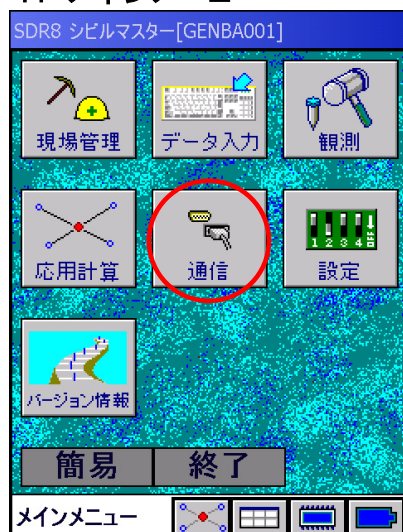 SDR8 シビルマスター[GENBA001]
現場管理 データ入力 観測
応用計算 通信 設定
1 2 3 4
バージョン情報
簡易 終了
メインメニュー